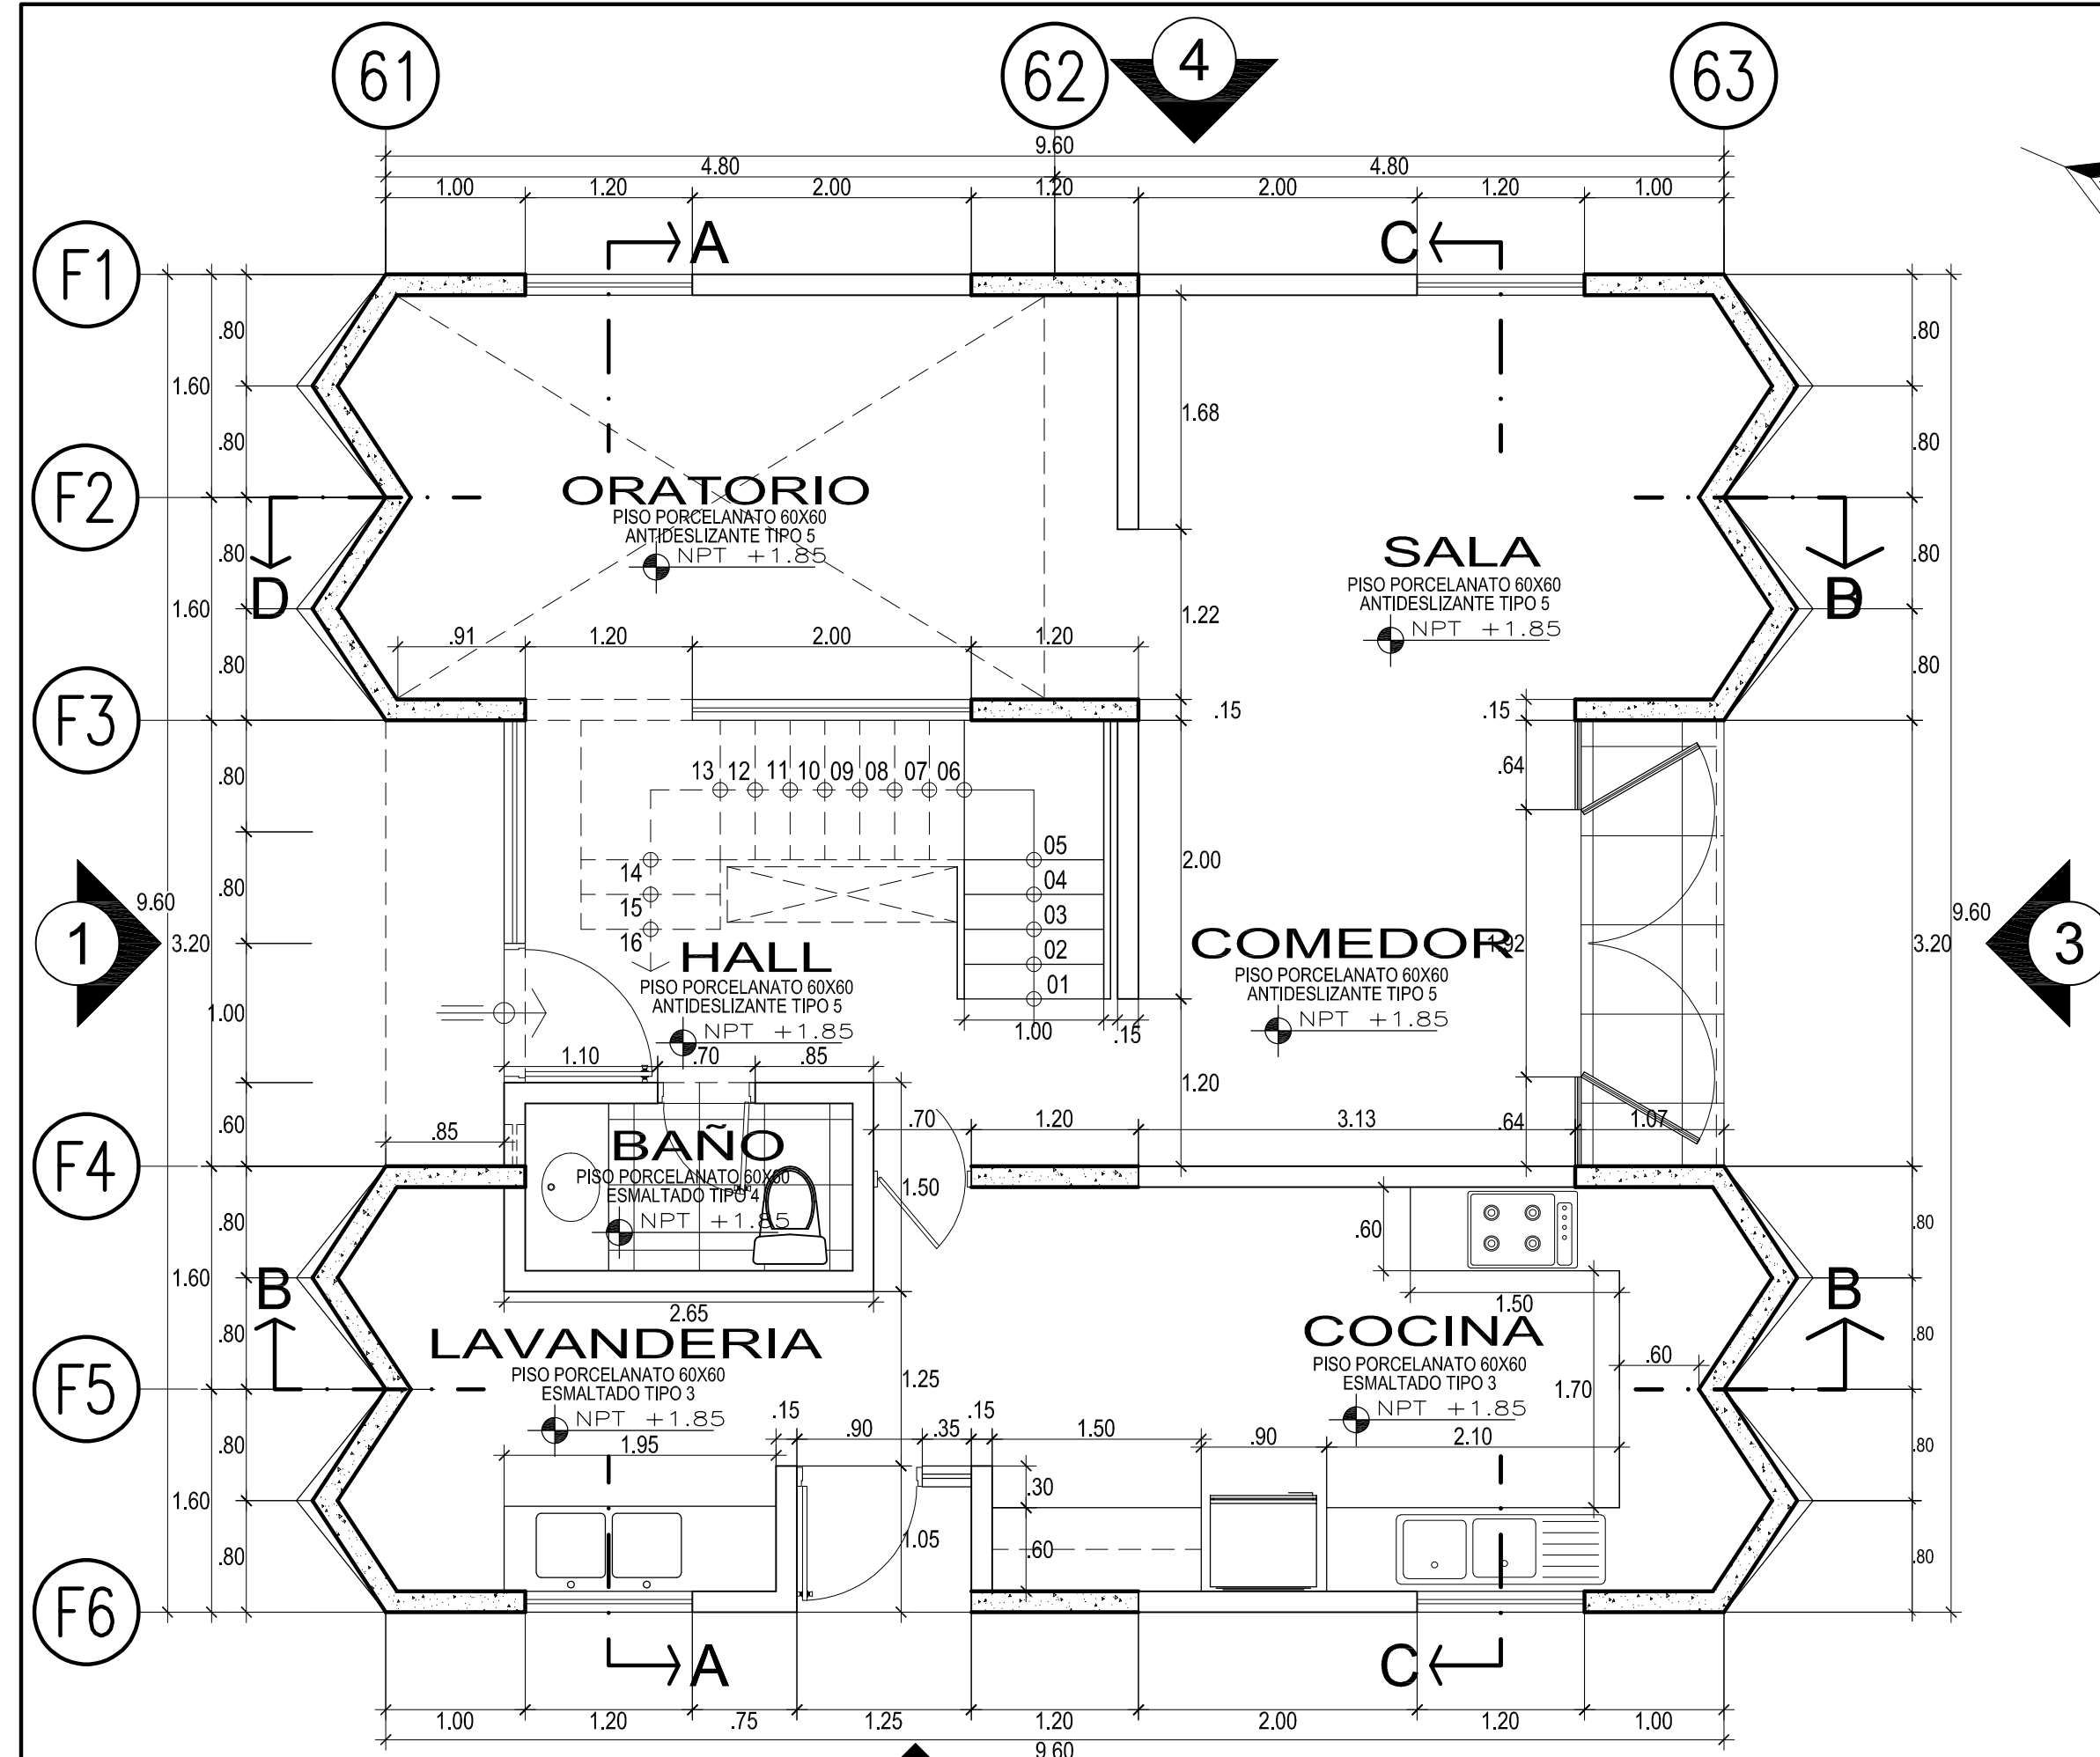 61
62
4
63
9.60
4.80
4.80
1.00
1.20
2.00
1.20
2.00
1.20
1.00
A
C
F1
.80
.80
1.60
1.68
.80
.80
F2
ORATORIO
PISO PORCELANATO 60X60
ANTIDESLIZANTE TIPO 5
NPT +1.85
SALA
PISO PORCELANATO 60X60
ANTIDESLIZANTE TIPO 5
NPT +1.85
.80
.80
D
B
1.60
1.22
.91
1.20
2.00
1.20
.80
.80
F3
.15
.15
.80
.64
13
12
11
10
09
08
07
06
05
04
03
02
01
14
15
16
2.00
.80
1
9.60
3.20
HALL
PISO PORCELANATO 60X60
ANTIDESLIZANTE TIPO 5
NPT +1.85
COMEDOR
PISO PORCELANATO 60X60
ANTIDESLIZANTE TIPO 5
NPT +1.85
1.92
3.20
9.60
3
1.00
1.00
.15
1.10
.70
.85
1.20
.60
.85
.70
1.20
3.13
.64
1.07
F4
BAÑO
PISO PORCELANATO 60X60
ESMALTADO TIPO 4
NPT +1.85
1.50
.80
.60
.80
1.60
B
2.65
1.50
B
.80
LAVANDERIA
PISO PORCELANATO 60X60
ESMALTADO TIPO 3
NPT +1.85
COCINA
PISO PORCELANATO 60X60
ESMALTADO TIPO 3
NPT +1.85
.80
.60
F5
1.25
1.70
.15
.90
.35
.15
1.50
.90
2.10
1.95
.80
.80
1.60
.30
1.05
.60
.80
.80
F6
A
C
1.00
1.20
.75
1.25
1.20
2.00
1.20
1.00
9.60